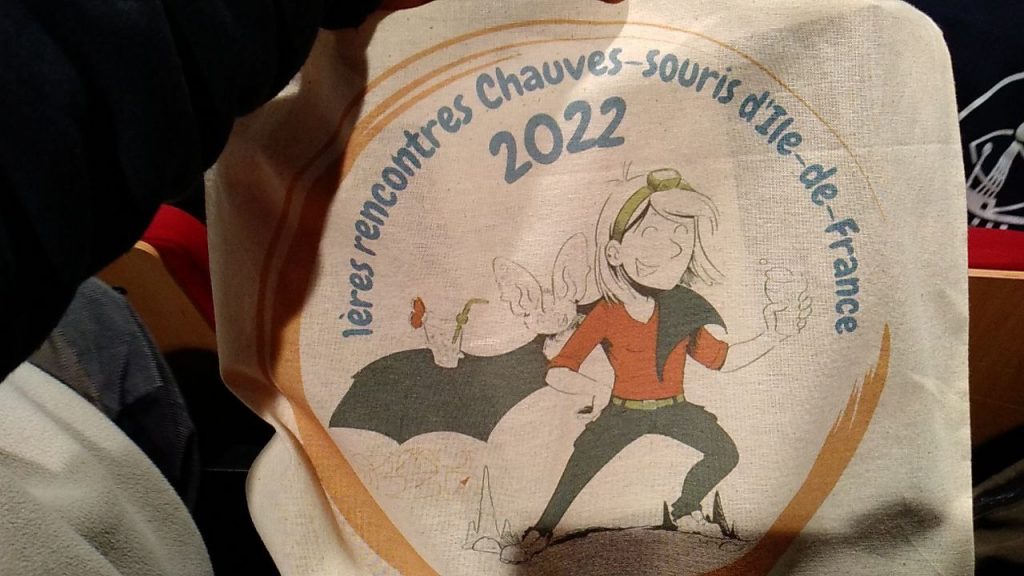 1ères rencontres Chauves-souris d'Ile-de-France
2022